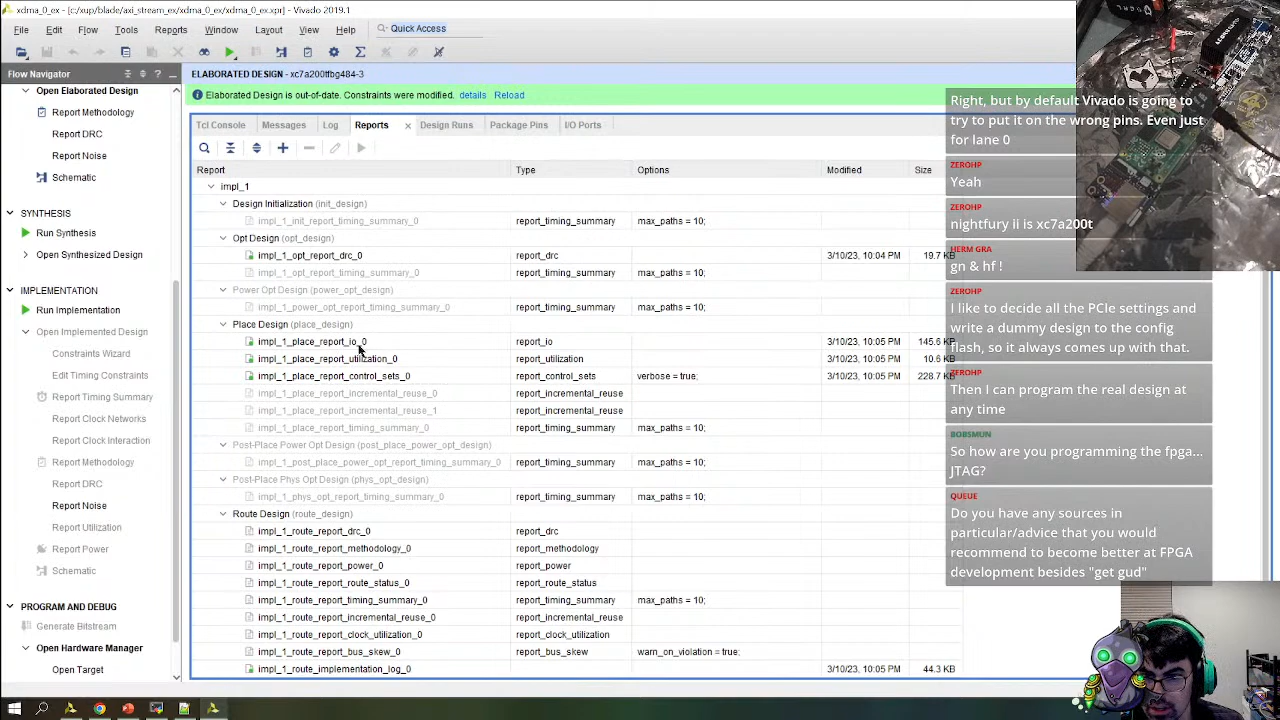 xdma_0_ex - [c:/xup/blade/axi_stream_ex/xdma_0_ex/xdma_0_ex.xpr] - Vivado 2019.1
File Edit Flow Tools Reports Window Layout View Help Quick Access
Flow Navigator
ELABORATED DESIGN - xc7a200tfbg484-3
Elaborated Design is out-of-date. Constraints were modified. details Reload
Open Elaborated Design
Report Methodology
Report DRC
Report Noise
Schematic
SYNTHESIS
Run Synthesis
Open Synthesized Design
IMPLEMENTATION
Run Implementation
Open Implemented Design
Constraints Wizard
Edit Timing Constraints
Report Timing Summary
Report Clock Networks
Report Clock Interaction
Report Methodology
Report DRC
Report Noise
Report Utilization
Report Power
Schematic
PROGRAM AND DEBUG
Generate Bitstream
Open Hardware Manager
Open Target
Tcl Console Messages Log Reports Design Runs Package Pins I/O Ports
Report Type Options Modified Size
impl_1
Design Initialization (init_design)
impl_1_init_report_timing_summary_0 report_timing_summary max_paths = 10;
Opt Design (opt_design)
impl_1_opt_report_drc_0 report_drc 3/10/23, 10:04 PM 19.7 KB
impl_1_opt_report_timing_summary_0 report_timing_summary max_paths = 10;
Power Opt Design (power_opt_design)
impl_1_power_opt_report_timing_summary_0 report_timing_summary max_paths = 10;
Place Design (place_design)
impl_1_place_report_io_0 report_io 3/10/23, 10:05 PM 145.6 KB
impl_1_place_report_utilization_0 report_utilization 3/10/23, 10:05 PM 10.6 KB
impl_1_place_report_control_sets_0 report_control_sets verbose = true; 3/10/23, 10:05 PM 228.7 KB
impl_1_place_report_incremental_reuse_0 report_incremental_reuse
impl_1_place_report_incremental_reuse_1 report_incremental_reuse
impl_1_place_report_timing_summary_0 report_timing_summary max_paths = 10;
Post-Place Power Opt Design (post_place_power_opt_design)
impl_1_post_place_power_opt_report_timing_summary_0 report_timing_summary max_paths = 10;
Post-Place Phys Opt Design (phys_opt_design)
impl_1_phys_opt_report_timing_summary_0 report_timing_summary max_paths = 10;
Route Design (route_design)
impl_1_route_report_drc_0 report_drc
impl_1_route_report_methodology_0 report_methodology
impl_1_route_report_power_0 report_power
impl_1_route_report_route_status_0 report_route_status
impl_1_route_report_timing_summary_0 report_timing_summary max_paths = 10;
impl_1_route_report_incremental_reuse_0 report_incremental_reuse
impl_1_route_report_clock_utilization_0 report_clock_utilization
impl_1_route_report_bus_skew_0 report_bus_skew warn_on_violation = true;
impl_1_route_implementation_log_0 3/10/23, 10:05 PM 44.3 KB
Right, but by default Vivado is going to
try to put it on the wrong pins. Even just
for lane 0
ZEROHP
Yeah
ZEROHP
nightfury ii is xc7a200t
HERM GRA
gn & hf !
ZEROHP
I like to decide all the PCIe settings and
write a dummy design to the config
flash, so it always comes up with that.
ZEROHP
Then I can program the real design at
any time
BOBSMUN
So how are you programming the fpga...
JTAG?
QUEUE
Do you have any sources in
particular/advice that you would
recommend to become better at FPGA
development besides "get gud"